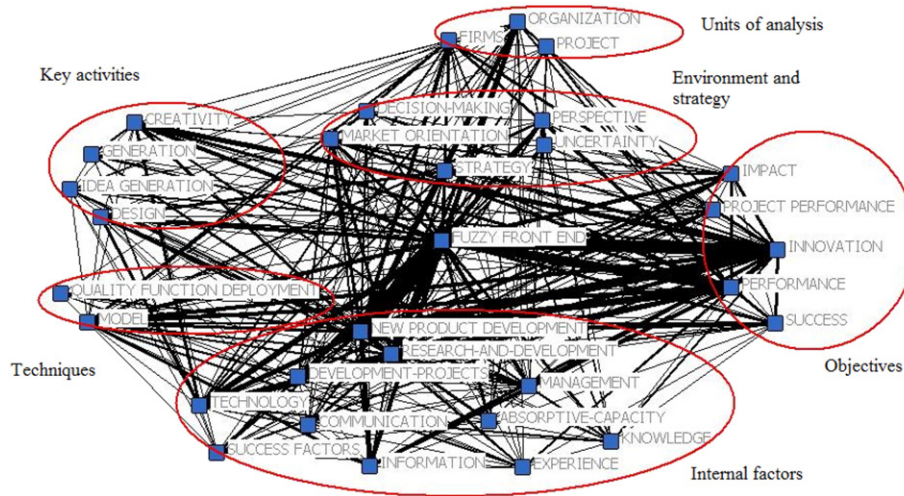 ORGANIZATION
Units of analysis
FIRMS
PROJECT
Key activities
Environment and
strategy
DECISION-MAKING
CREATIVITY
PERSPECTIVE
MARKET ORIENTATION
UNCERTAINTY
GENERATION
STRATEGY
IMPACT
IDEA GENERATION
PROJECT PERFORMANCE
DESIGN
FUZZY FRONT END
INNOVATION
QUALITY FUNCTION DEPLOYMENT
PERFORMANCE
MODEL
NEW PRODUCT DEVELOPMENT
SUCCESS
RESEARCH-AND-DEVELOPMENT
Techniques
Objectives
DEVELOPMENT-PROJECTS
MANAGEMENT
TECHNOLOGY
COMMUNICATION
ABSORPTIVE-CAPACITY
KNOWLEDGE
SUCCESS FACTORS
INFORMATION
EXPERIENCE
Internal factors